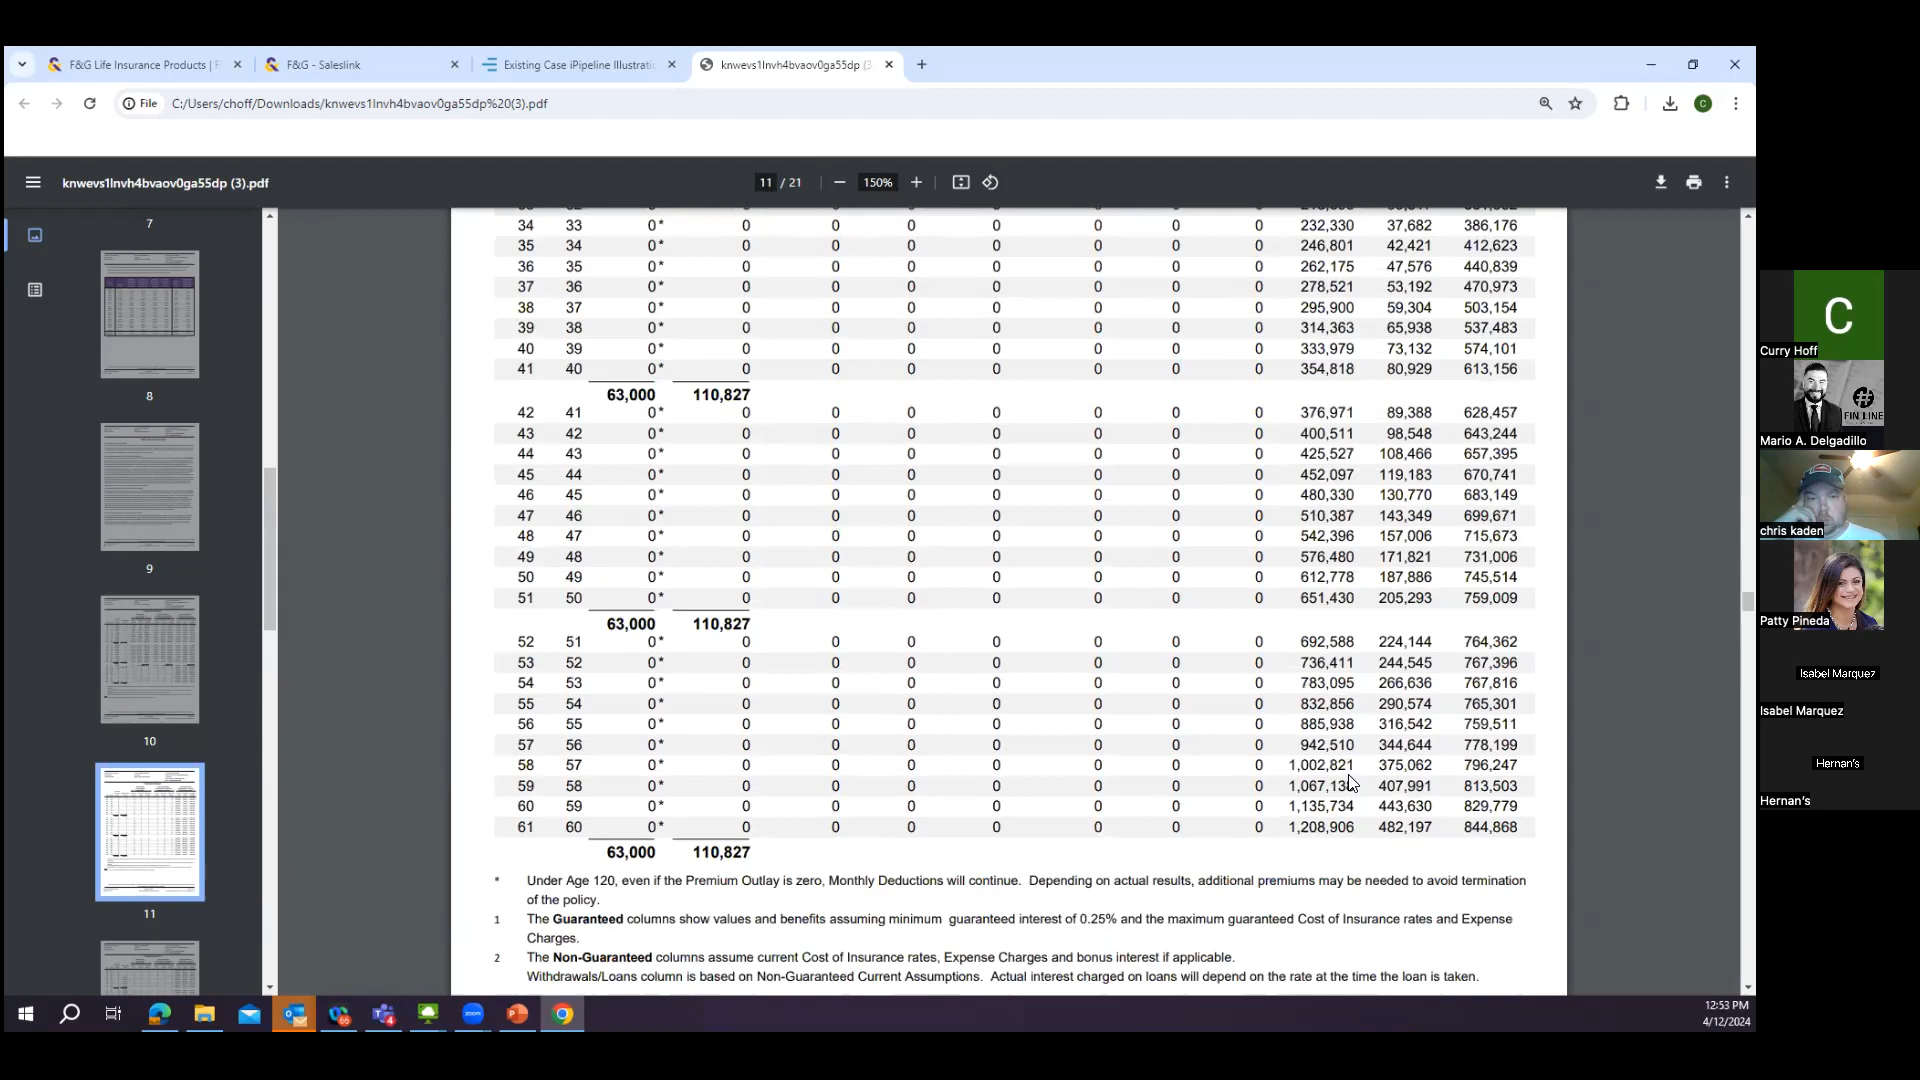 F&G Life Insurance Products | F
F&G - Saleslink
Existing Case iPipeline Illustratio
knwevs1lnvh4bvaov0ga55dp (3
File C:/Users/choff/Downloads/knwevs1lnvh4bvaov0ga55dp%20(3).pdf
C
knwevs1lnvh4bvaov0ga55dp (3).pdf 11 / 21 150%
7
8
9
10
11
34 33 0* 0 0 0 0 0 0 0 232,330 37,682 386,176
35 34 0* 0 0 0 0 0 0 0 246,801 42,421 412,623
36 35 0* 0 0 0 0 0 0 0 262,175 47,576 440,839
37 36 0* 0 0 0 0 0 0 0 278,521 53,192 470,973
38 37 0* 0 0 0 0 0 0 0 295,900 59,304 503,154
39 38 0* 0 0 0 0 0 0 0 314,363 65,938 537,483
40 39 0* 0 0 0 0 0 0 0 333,979 73,132 574,101
41 40 0* 0 0 0 0 0 0 0 354,818 80,929 613,156
63,000 110,827
42 41 0* 0 0 0 0 0 0 0 376,971 89,388 628,457
43 42 0* 0 0 0 0 0 0 0 400,511 98,548 643,244
44 43 0* 0 0 0 0 0 0 0 425,527 108,466 657,395
45 44 0* 0 0 0 0 0 0 0 452,097 119,183 670,741
46 45 0* 0 0 0 0 0 0 0 480,330 130,770 683,149
47 46 0* 0 0 0 0 0 0 0 510,387 143,349 699,671
48 47 0* 0 0 0 0 0 0 0 542,396 157,006 715,673
49 48 0* 0 0 0 0 0 0 0 576,480 171,821 731,006
50 49 0* 0 0 0 0 0 0 0 612,778 187,886 745,514
51 50 0* 0 0 0 0 0 0 0 651,430 205,293 759,009
63,000 110,827
52 51 0* 0 0 0 0 0 0 0 692,588 224,144 764,362
53 52 0* 0 0 0 0 0 0 0 736,411 244,545 767,396
54 53 0* 0 0 0 0 0 0 0 783,095 266,636 767,816
55 54 0* 0 0 0 0 0 0 0 832,856 290,574 765,301
56 55 0* 0 0 0 0 0 0 0 885,938 316,542 759,511
57 56 0* 0 0 0 0 0 0 0 942,510 344,644 778,199
58 57 0* 0 0 0 0 0 0 0 1,002,821 375,062 796,247
59 58 0* 0 0 0 0 0 0 0 407,991 813,503
60 59 0* 0 0 0 0 0 0 0 1,135,734 443,630 829,779
61 60 0* 0 0 0 0 0 0 0 1,208,906 482,197 844,868
63,000 110,827
* Under Age 120, even if the Premium Outlay is zero, Monthly Deductions will continue. Depending on actual results, additional premiums may be needed to avoid termination
of the policy.
1 The Guaranteed columns show values and benefits assuming minimum guaranteed interest of 0.25% and the maximum guaranteed Cost of Insurance rates and Expense
Charges.
2 The Non-Guaranteed columns assume current Cost of Insurance rates, Expense Charges and bonus interest if applicable.
Withdrawals/Loans column is based on Non-Guaranteed Current Assumptions. Actual interest charged on loans will depend on the rate at the time the loan is taken.
12:53 PM
4/12/2024
C
Curry Hoff
FIN LINE
Mario A. Delgadillo
chris kaden
Patty Pineda
Isabel Marquez
Isabel Marquez
Hernan's
Hernan's